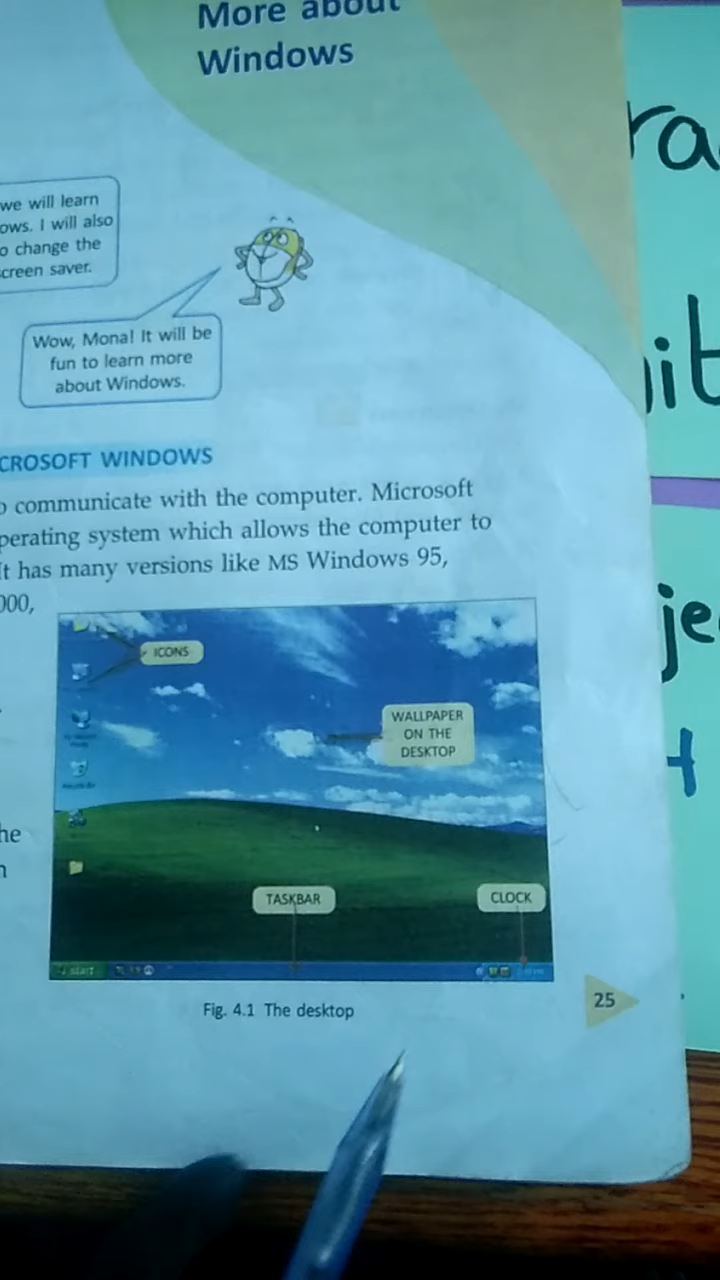 More about
Windows
we will learn
ows. I will also
o change the
creen saver.
Wow, Mona! It will be
fun to learn more
about Windows.
CROSOFT WINDOWS
o communicate with the computer. Microsoft
perating system which allows the computer to
It has many versions like MS Windows 95,
000,
ICONS
WALLPAPER
ON THE
DESKTOP
he
n
TASKBAR
CLOCK
start
Fig. 4.1 The desktop
25
ra
it
je